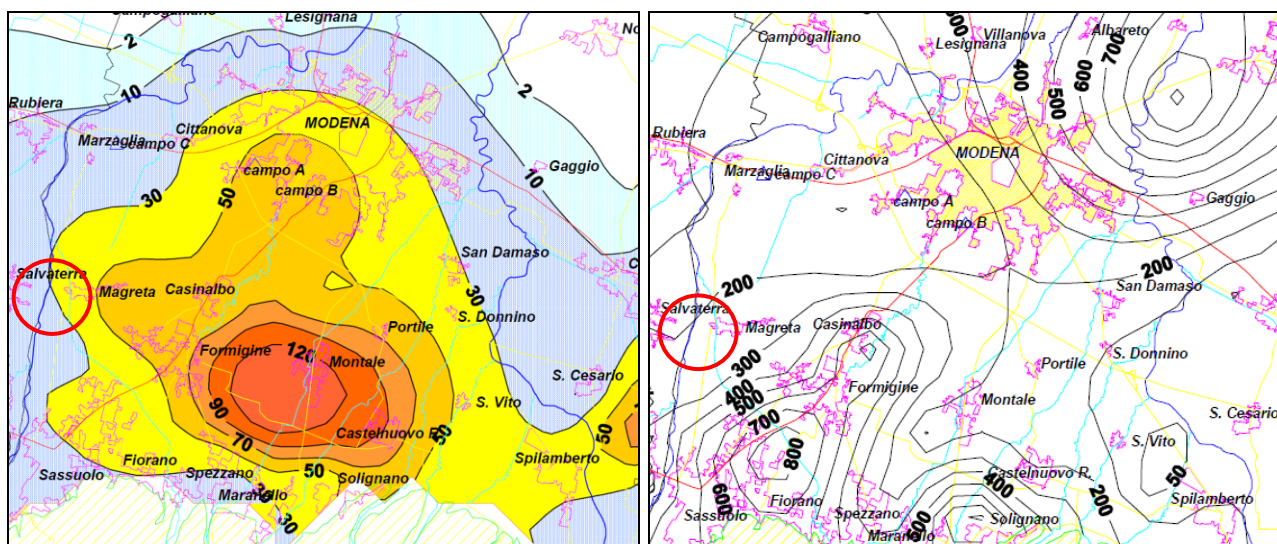 Lesignana
2
2
10
Rubiera
Cittanova
MODENA
Marzaglia
campo C
Gaggio
campo A
10
campo B
30
50
San Damaso
Salvaterra
30
Magreta
Casinalbo
S. Donnino
Portile
Formigine
120
Montale
S. Cesario
90
S. Vito
70
Castelnuovo
50
50
Fiorano
Spilamberto
Sassuolo
Spezzano
50
Solignano
Maranello
30
30
Campogalliano
Villanova
Albareto
Lesignana
400
700
600
500
Rubiera
MODENA
Cittanova
Marzaglia
campo C
Gaggio
campo A
campo B
200
200
San Damaso
Salvaterra
Magreta
Casinalbo
S. Donnino
300
Portile
400
Formigine
500
Montale
700
S. Cesario
S. Vito
800
Castelnuovo R.
50
400
200
600
Fiorano
Spilamberto
Sassuolo
Spezzano
Solignano
Maranello